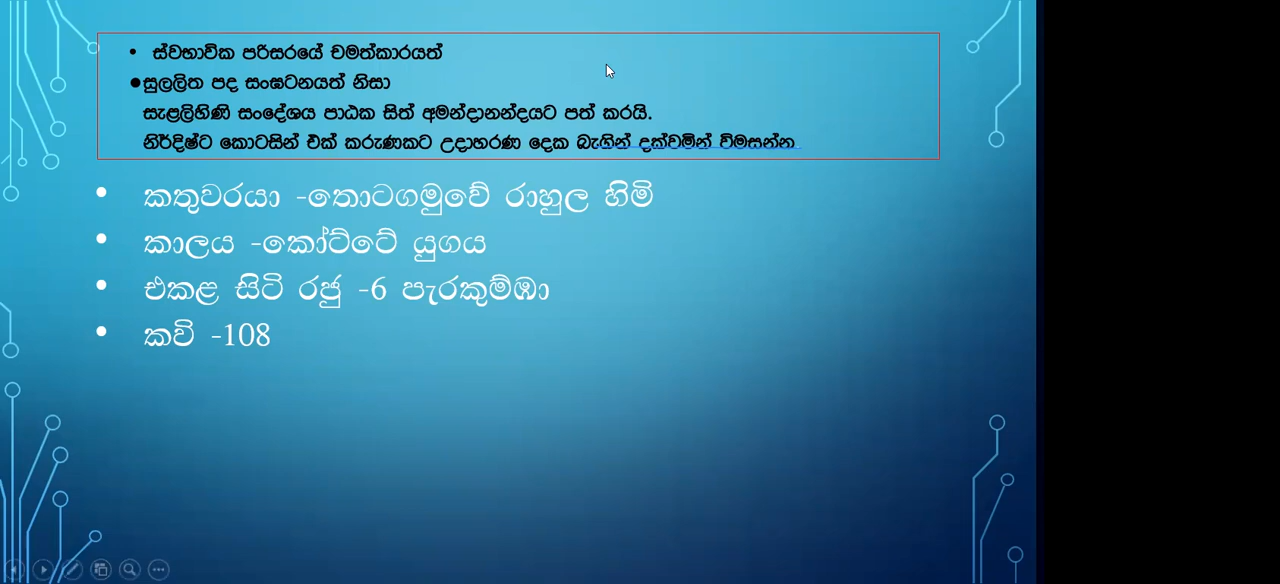 • ස්වභාවික පරිසරයේ චමත්කාරයත්
●සුලලිත පද සංඝටනයත් නිසා
සැළලිහිණි සංදේශය පාඨක සිත් අමන්දානන්දයට පත් කරයි.
නිර්දිෂ්ට කොටසින් එක් කරුණකට උදාහරණ දෙක බැගින් දක්වමින් විමසන්න
• කතුවරයා -තොටගමුවේ රාහුල හිමි
• කාලය -කෝට්ටේ යුගය
• එකළ සිටි රජු -6 පැරකුම්බා
• කවි -108